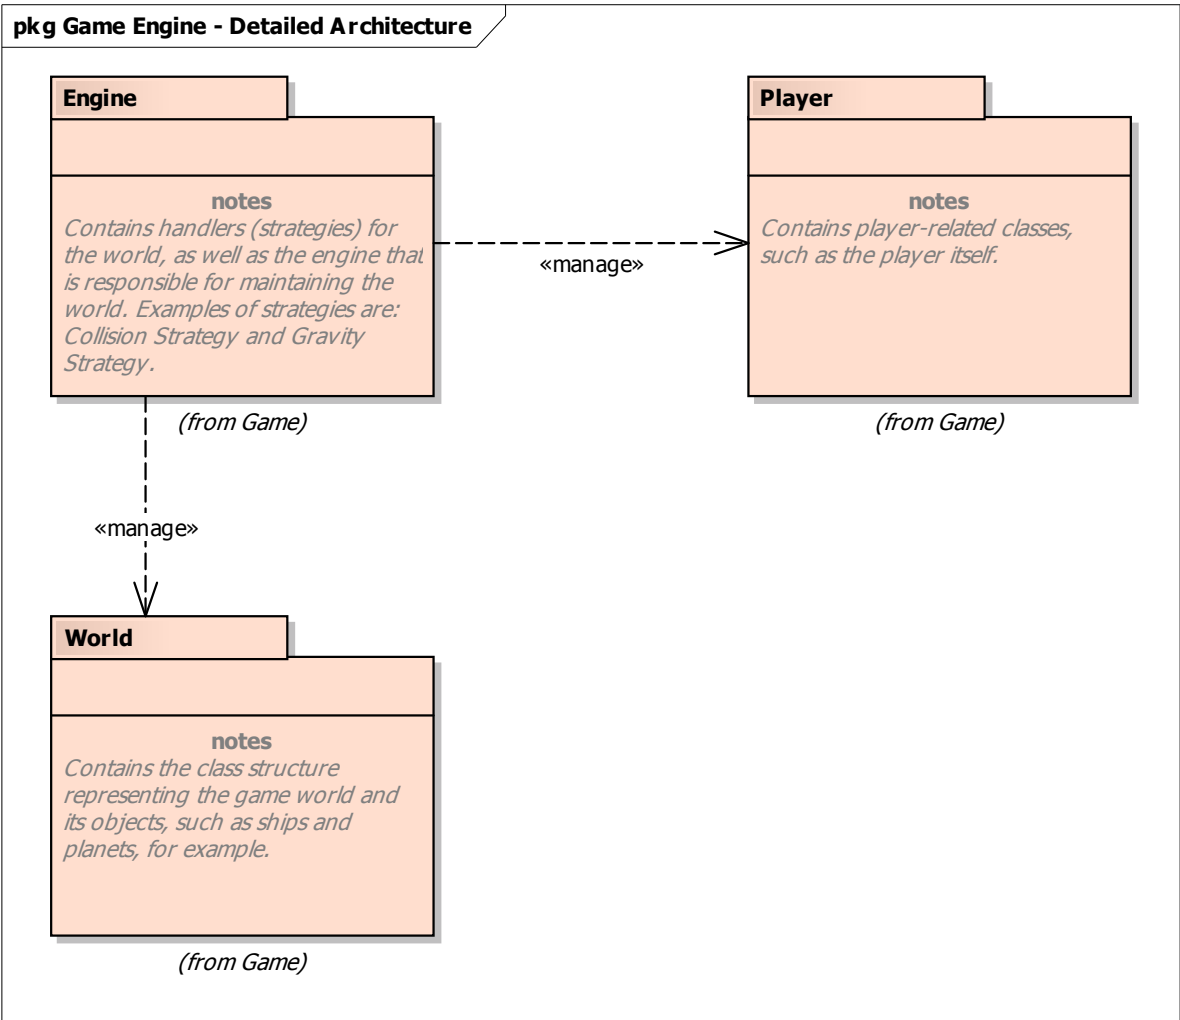 pkg Game Engine - Detailed Architecture
Engine
notes
Contains handlers (strategies) for
the world, as well as the engine that
is responsible for maintaining the
world. Examples of strategies are:
Collision Strategy and Gravity
Strategy.
(from Game)
«manage»
Player
notes
Contains player-related classes,
such as the player itself.
(from Game)
«manage»
World
notes
Contains the class structure
representing the game world and
its objects, such as ships and
planets, for example.
(from Game)